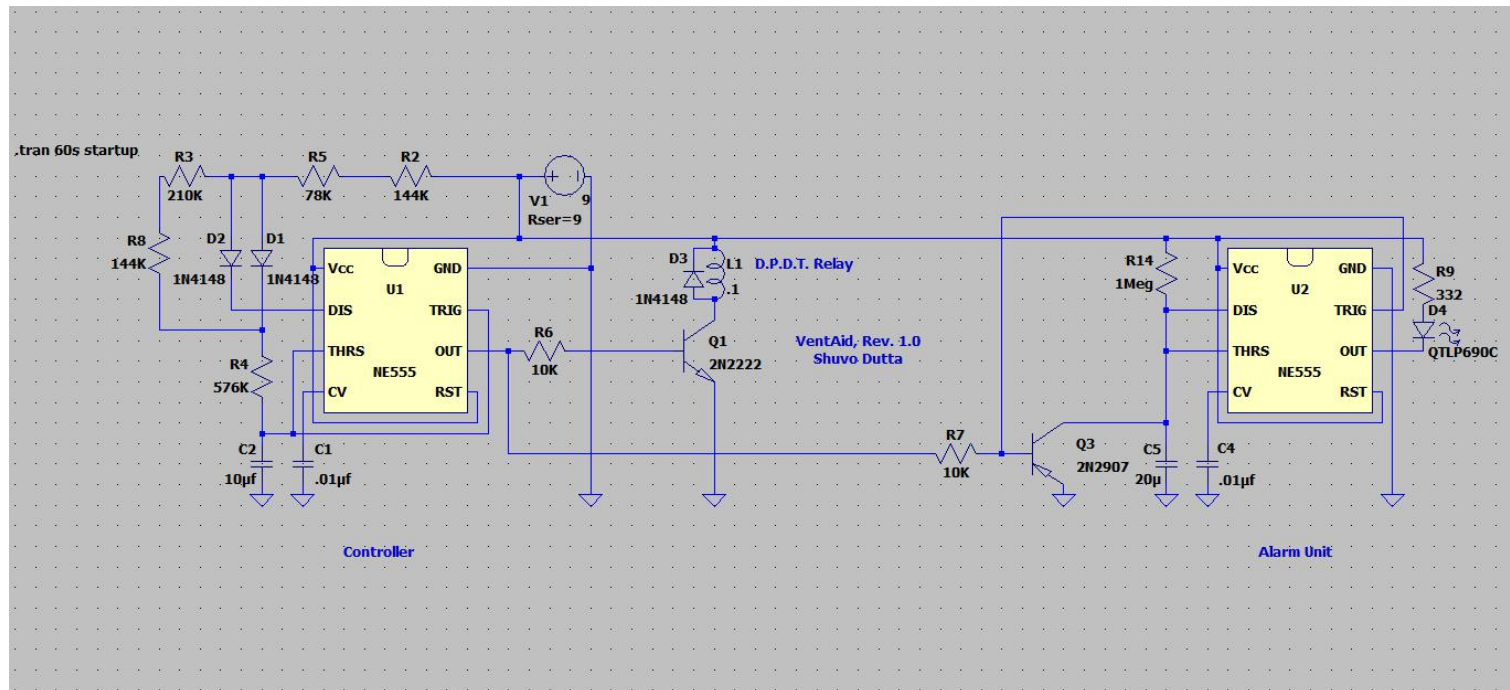 .tran 60s startup
R3
210K
R5
78K
R2
144K
V1
9
Rser=9
R8
144K
D2
1N4148
D1
1N4148
Vcc
GND
U1
DIS
TRIG
THRS
OUT
NE555
CV
RST
R4
576K
C2
10µf
C1
.01µf
R6
10K
D3
1N4148
L1
.1
D.P.D.T. Relay
Q1
2N2222
VentAid, Rev. 1.0
Shuvo Dutta
R7
10K
Q3
2N2907
R14
1Meg
C5
20µ
C4
.01µf
Vcc
GND
U2
DIS
TRIG
THRS
OUT
NE555
CV
RST
R9
332
D4
QTLP690C
Controller
Alarm Unit